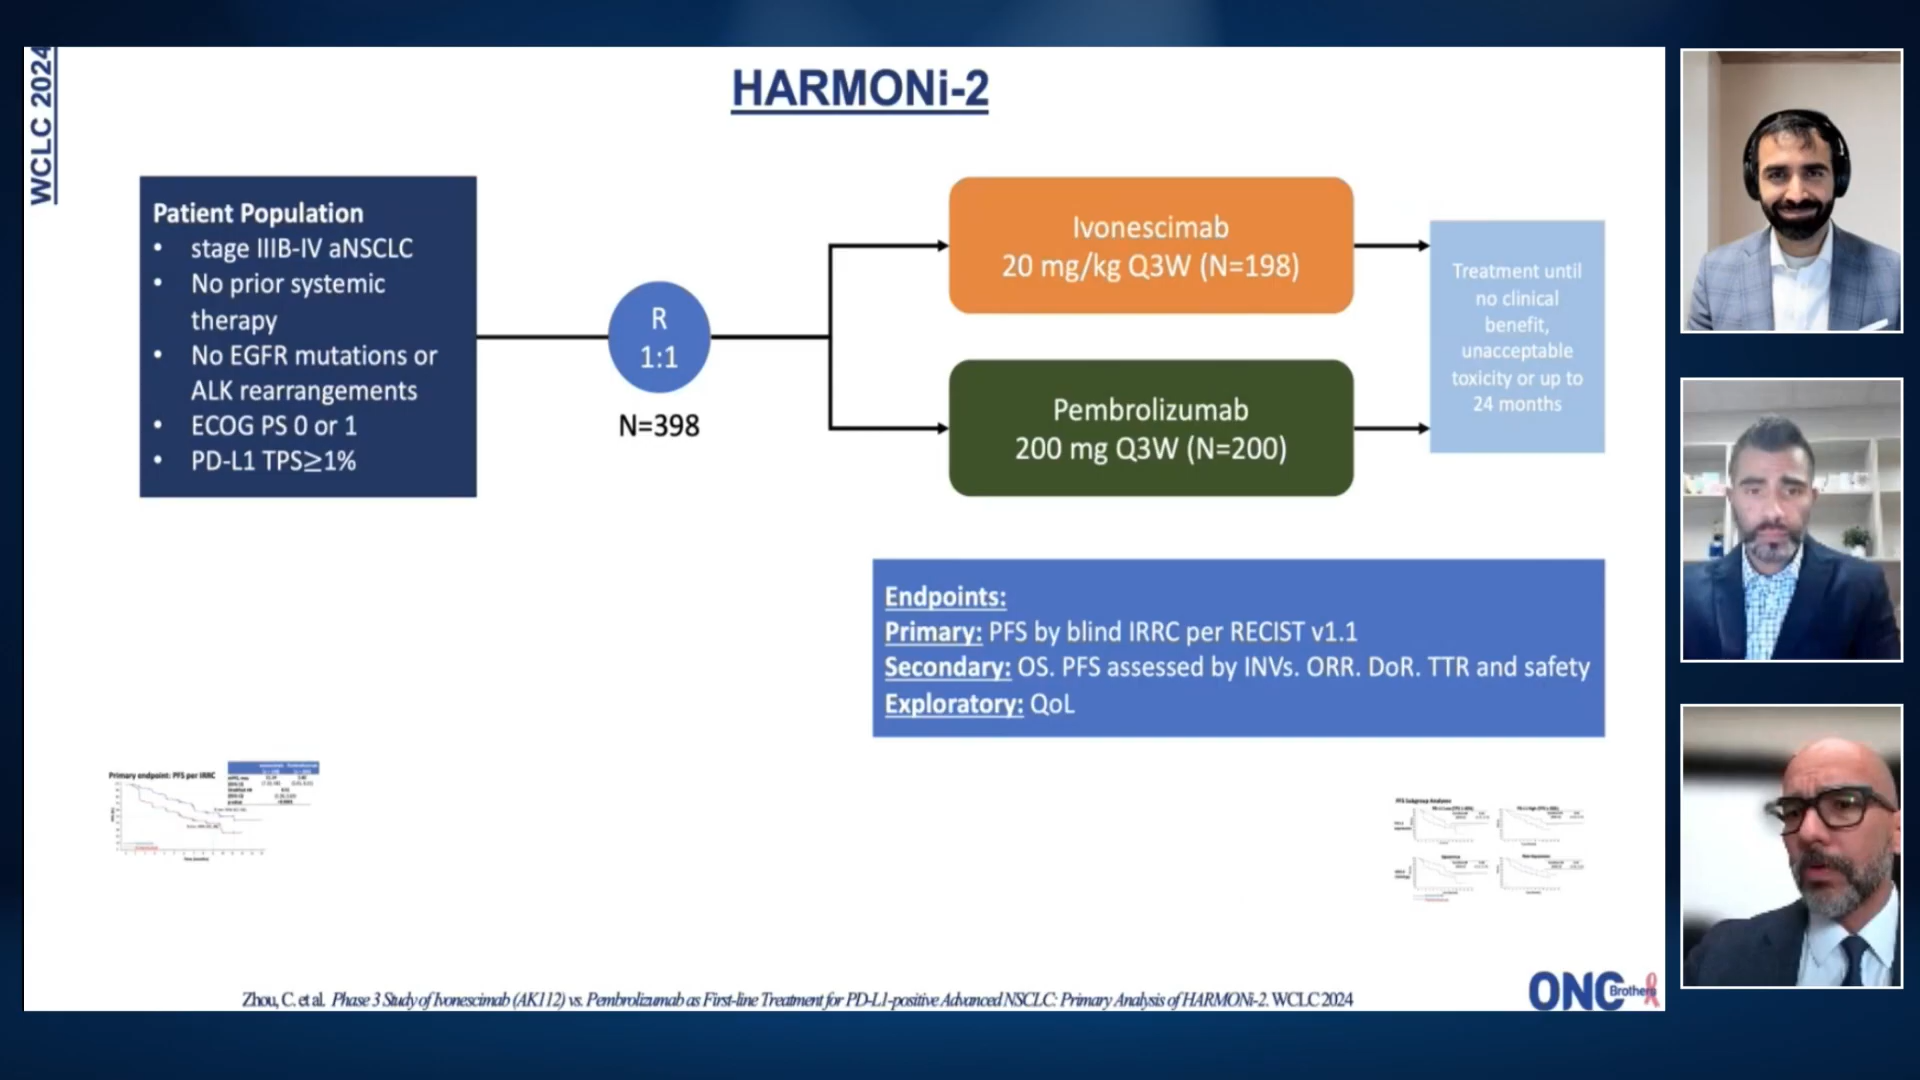 WCLC 2024
HARMONi-2
Patient Population
• stage IIIB-IV aNSCLC
• No prior systemic
therapy
• No EGFR mutations or
ALK rearrangements
• ECOG PS 0 or 1
• PD-L1 TPS≥1%
R
1:1
N=398
Ivonescimab
20 mg/kg Q3W (N=198)
Pembrolizumab
200 mg Q3W (N=200)
Treatment until
no clinical
benefit,
unacceptable
toxicity or up to
24 months
Endpoints:
Primary: PFS by blind IRRC per RECIST v1.1
Secondary: OS. PFS assessed by INVs. ORR. DoR. TTR and safety
Exploratory: QoL
Primary endpoint: PFS per IRRC
PFS Subgroup Analyses
Zhou, C. et al. Phase 3 Study of Ivonescimab (AK112) vs. Pembrolizumab as First-line Treatment for PD-L1-positive Advanced NSCLC: Primary Analysis of HARMONi-2. WCLC 2024
ONC Brothers